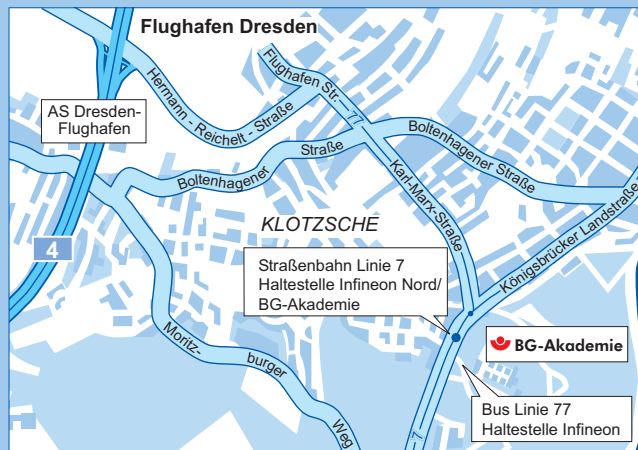 Flughafen Dresden
Flughafen Str.
77
Hermann - Reichelt - Straße
AS Dresden-
Flughafen
Boltenhagener
Straße
Boltenhagener Straße
Karl-Marx-Straße
Königsbrücker Landstraße
KLOTZSCHE
4
Straßenbahn Linie 7
Haltestelle Infineon Nord/
BG-Akademie
Moritz-
burger
Weg
BG-Akademie
Bus Linie 77
Haltestelle Infineon
7